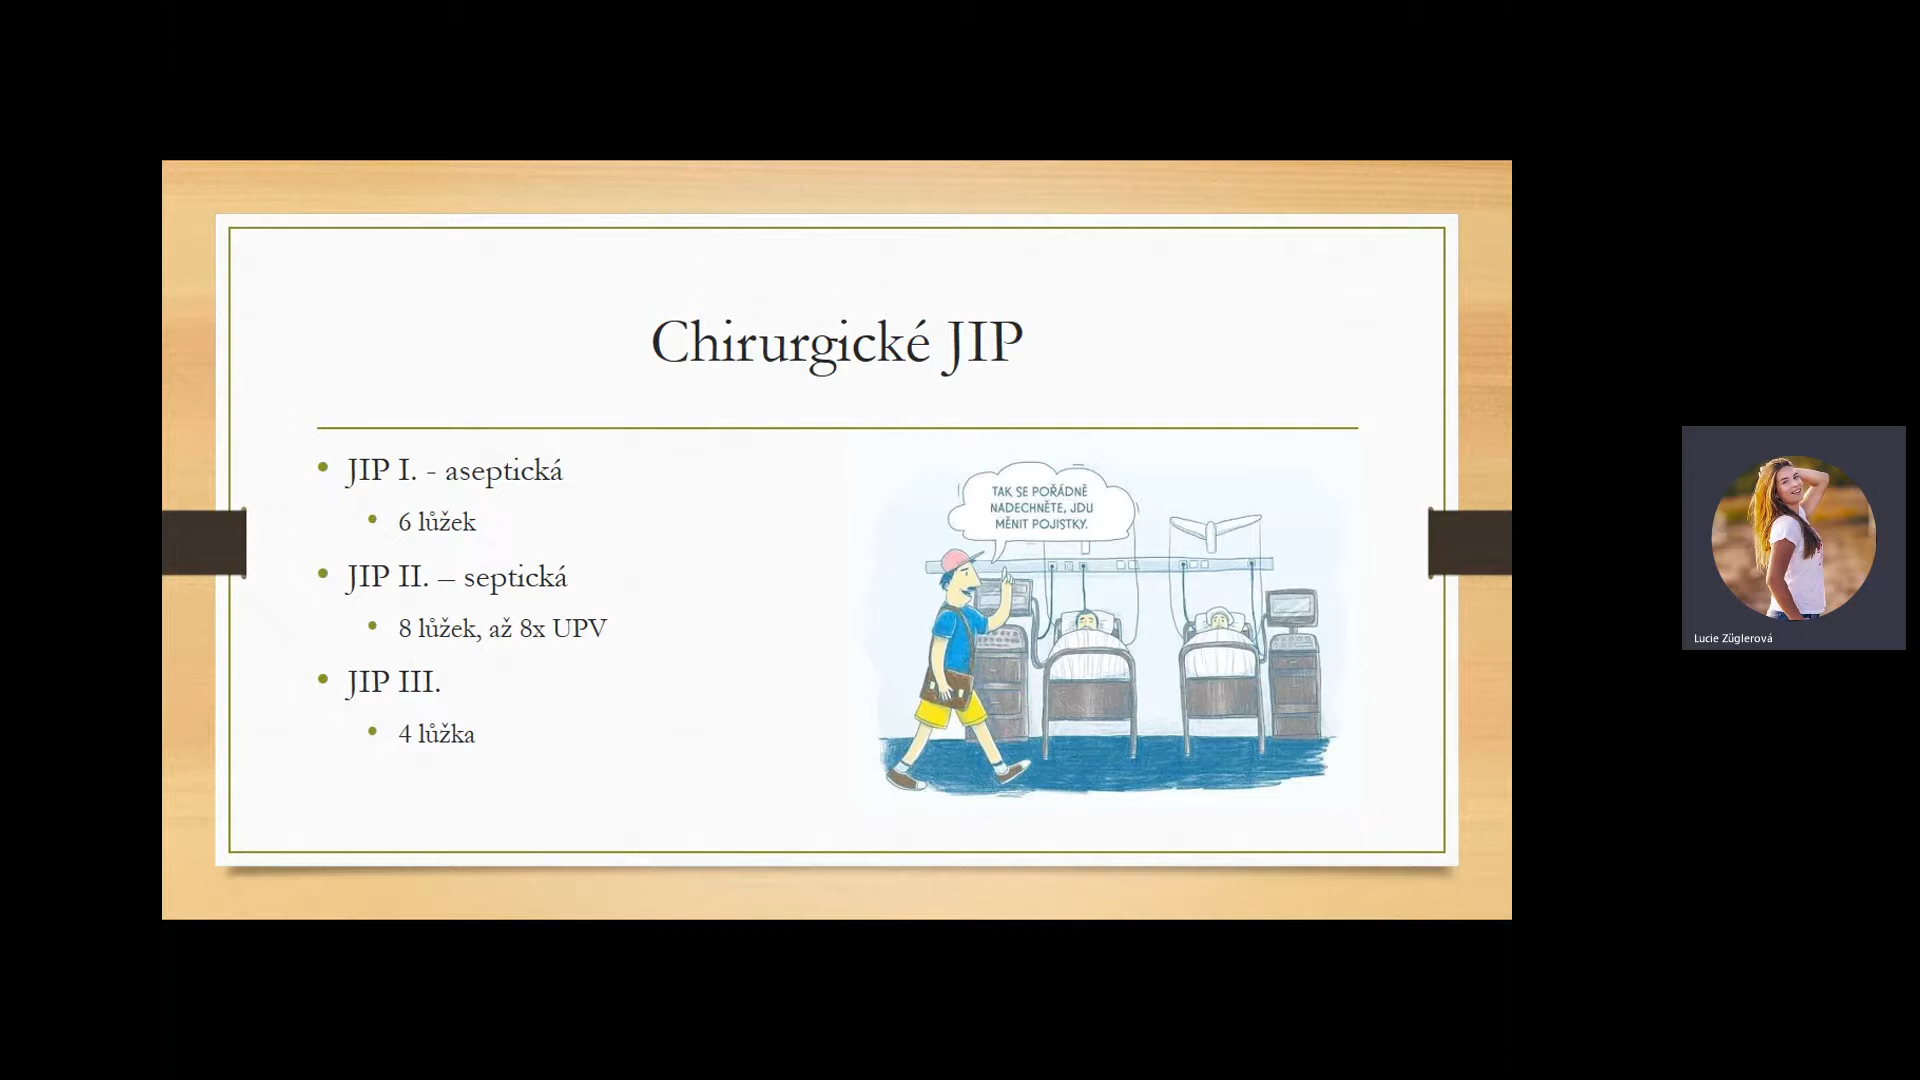 Chirurgické JIP
JIP I. - aseptická
6 lůžek
JIP II. – septická
8 lůžek, až 8x UPV
JIP III.
4 lůžka
TAK SE POŘÁDNĚ
NADECHNĚTE, JDU
MĚNIT POJISTKY.
Lucie Züglerová